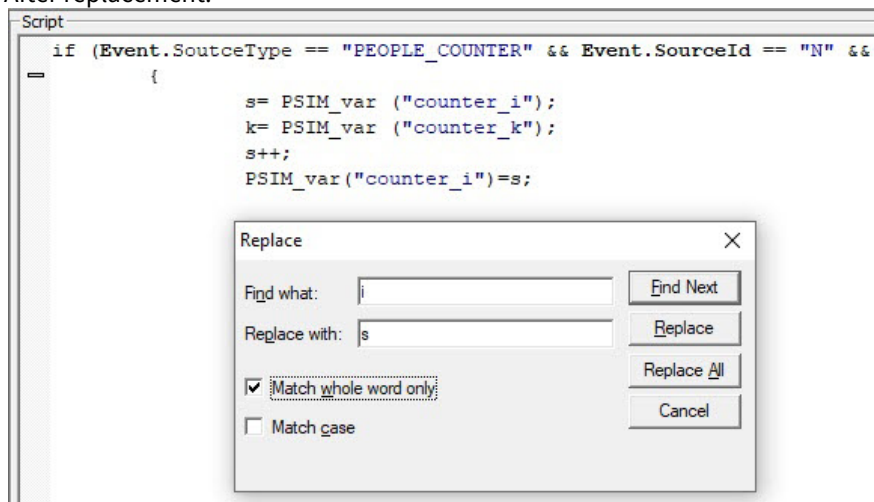 After replacement:
Script
if (Event.SoutceType == "PEOPLE_COUNTER" && Event.SourceId == "N" &&
{
s= PSIM_var ("counter_i");
k= PSIM_var ("counter_k");
s++;
PSIM_var("counter_i")=s;
Replace
Find what: i
Find Next
Replace with: s
Replace
Replace All
Match whole word only
Cancel
Match case